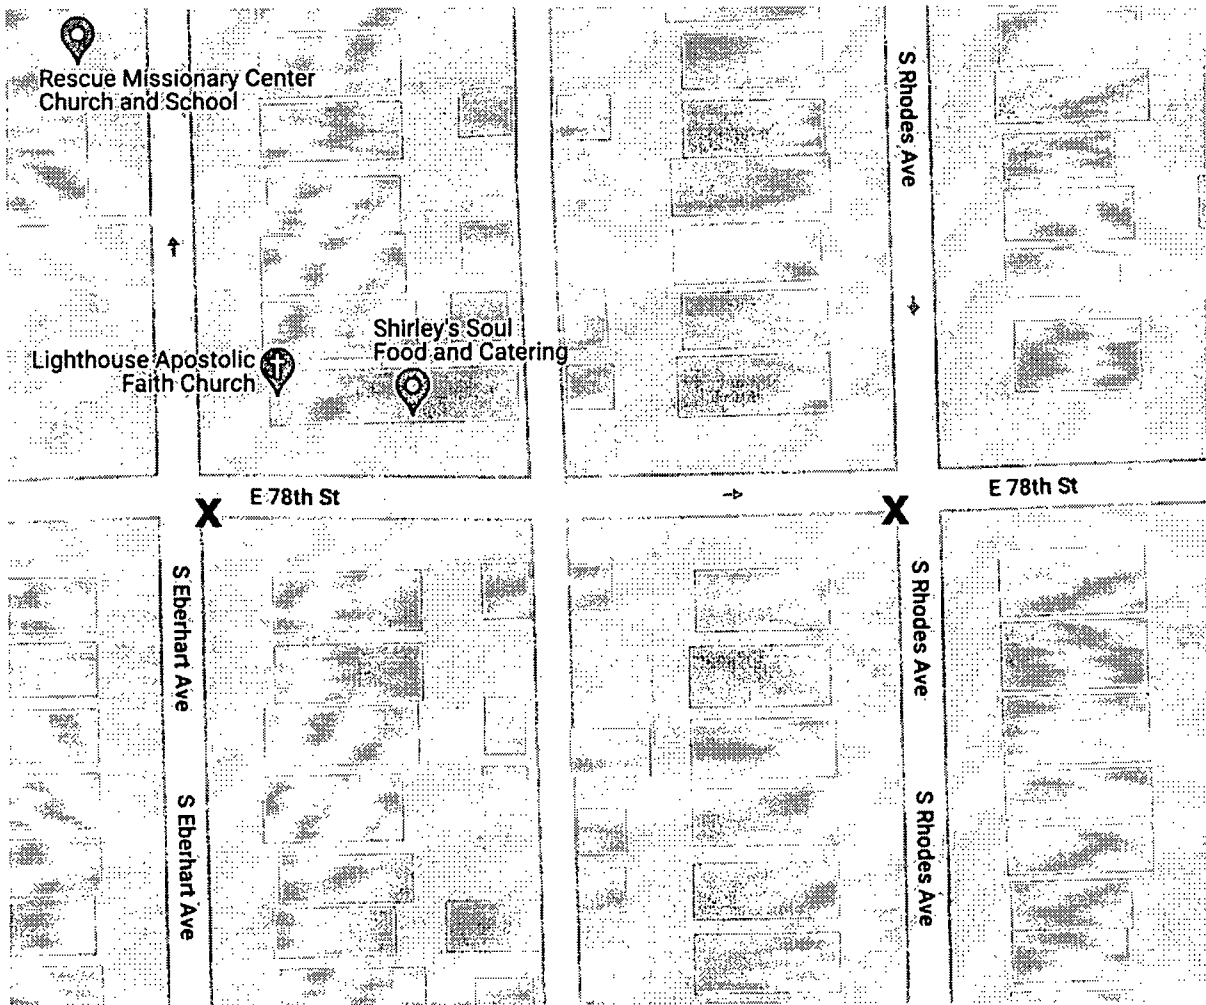 Rescue Missionary Center
Church and School
S Rhodes Ave
Shirley's Soul
Food and Catering
Lighthouse Apostolic
Faith Church
E 78th St
E 78th St
X
X
S Eberhart Ave
S Rhodes Ave
S Eberhart Ave
S Rhodes Ave